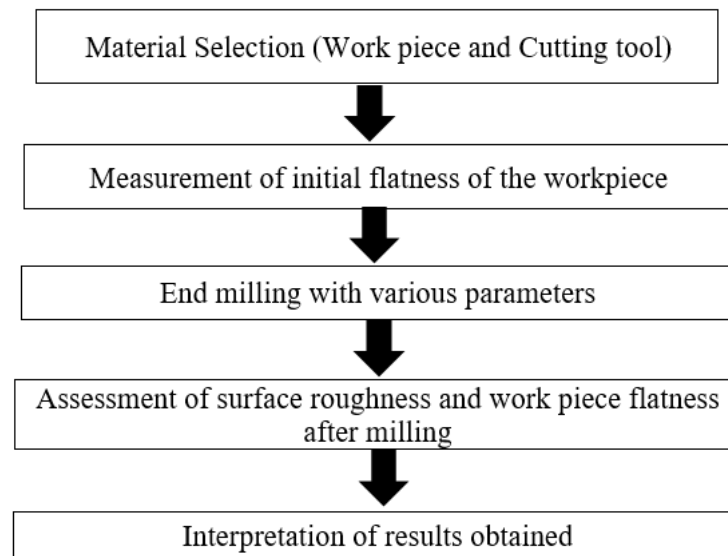 Material Selection (Work piece and Cutting tool)
Measurement of initial flatness of the workpiece
End milling with various parameters
Assessment of surface roughness and work piece flatness
after milling
Interpretation of results obtained